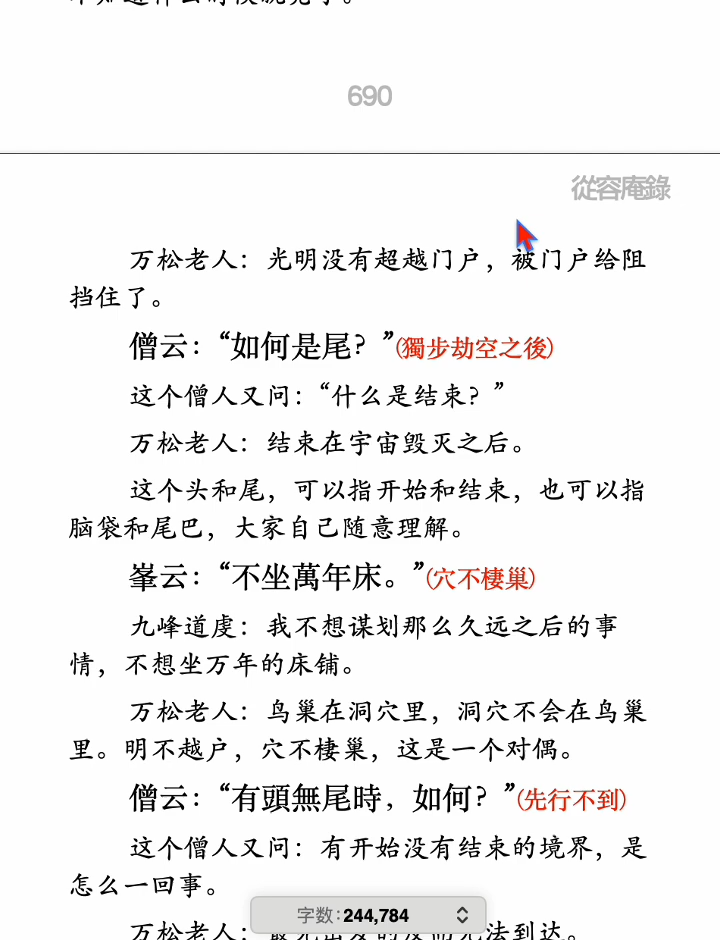 690
從容庵錄
万松老人：光明没有超越门户，被门户给阻
挡住了。
僧云：“如何是尾？”(獨步劫空之後)
这个僧人又问：“什么是结束？”
万松老人：结束在宇宙毁灭之后。
这个头和尾，可以指开始和结束，也可以指
脑袋和尾巴，大家自己随意理解。
峯云：“不坐萬年床。”(穴不棲巢)
九峰道虔：我不想谋划那么久远之后的事
情，不想坐万年的床铺。
万松老人：鸟巢在洞穴里，洞穴不会在鸟巢
里。明不越户，穴不棲巢，这是一个对偶。
僧云：“有頭無尾時，如何？”(先行不到)
这个僧人又问：有开始没有结束的境界，是
怎么一回事。
字数：244,784
万松老人：